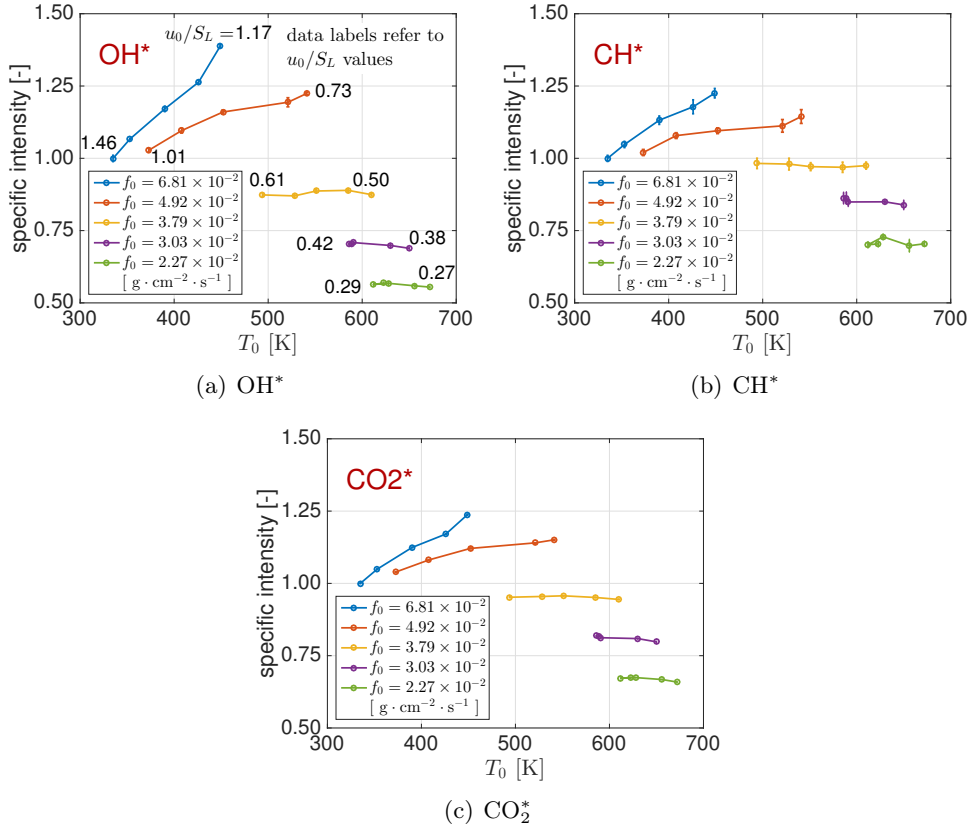 1.50
1.25
1.00
0.75
0.50
specific intensity [-]
OH*
u₀/S_L = 1.17
data labels refer to
u₀/S_L values
1.46
1.01
0.73
0.61
0.50
0.42
0.38
0.29
0.27
f₀ = 6.81 × 10⁻²
f₀ = 4.92 × 10⁻²
f₀ = 3.79 × 10⁻²
f₀ = 3.03 × 10⁻²
f₀ = 2.27 × 10⁻²
[ g · cm⁻² · s⁻¹ ]
300 400 500 600 700
T₀ [K]
(a) OH*
1.50
1.25
1.00
0.75
0.50
specific intensity [-]
CH*
f₀ = 6.81 × 10⁻²
f₀ = 4.92 × 10⁻²
f₀ = 3.79 × 10⁻²
f₀ = 3.03 × 10⁻²
f₀ = 2.27 × 10⁻²
[ g · cm⁻² · s⁻¹ ]
300 400 500 600 700
T₀ [K]
(b) CH*
1.50
1.25
1.00
0.75
0.50
specific intensity [-]
CO2*
f₀ = 6.81 × 10⁻²
f₀ = 4.92 × 10⁻²
f₀ = 3.79 × 10⁻²
f₀ = 3.03 × 10⁻²
f₀ = 2.27 × 10⁻²
[ g · cm⁻² · s⁻¹ ]
300 400 500 600 700
T₀ [K]
(c) CO₂*